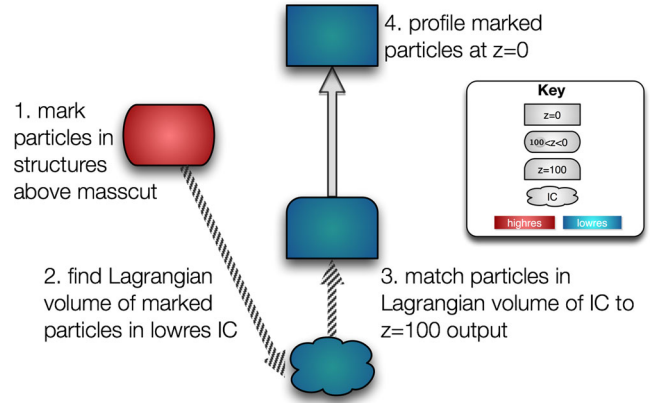 4. profile marked
particles at z=0
1. mark
particles in
structures
above masscut
Key
z=0
100<z<0
z=100
IC
highres
lowres
2. find Lagrangian
volume of marked
particles in lowres IC
3. match particles in
Lagrangian volume of IC to
z=100 output